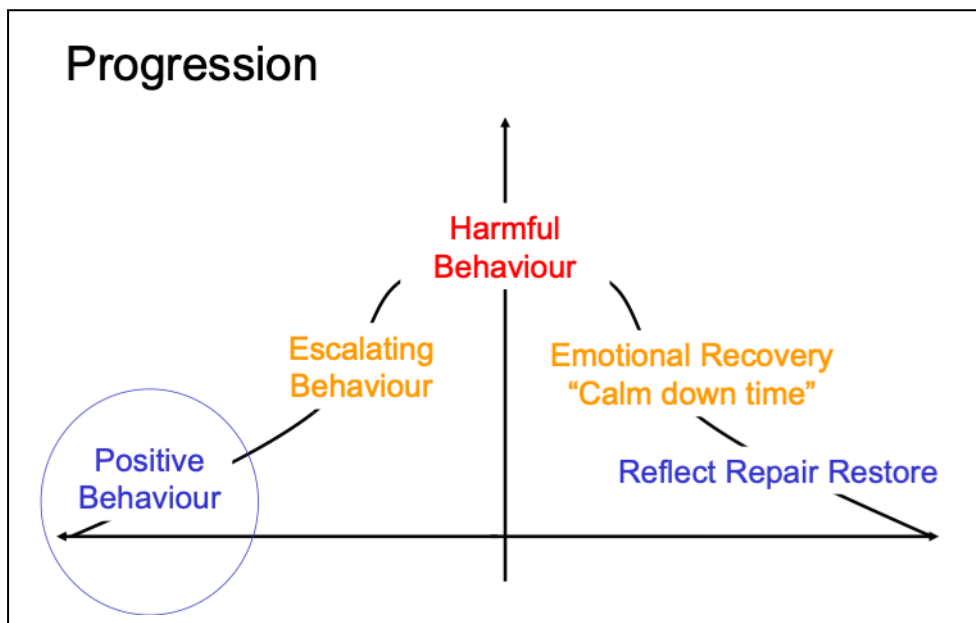 Progression
Harmful
Behaviour
Escalating
Behaviour
Emotional Recovery
“Calm down time”
Positive
Behaviour
Reflect Repair Restore